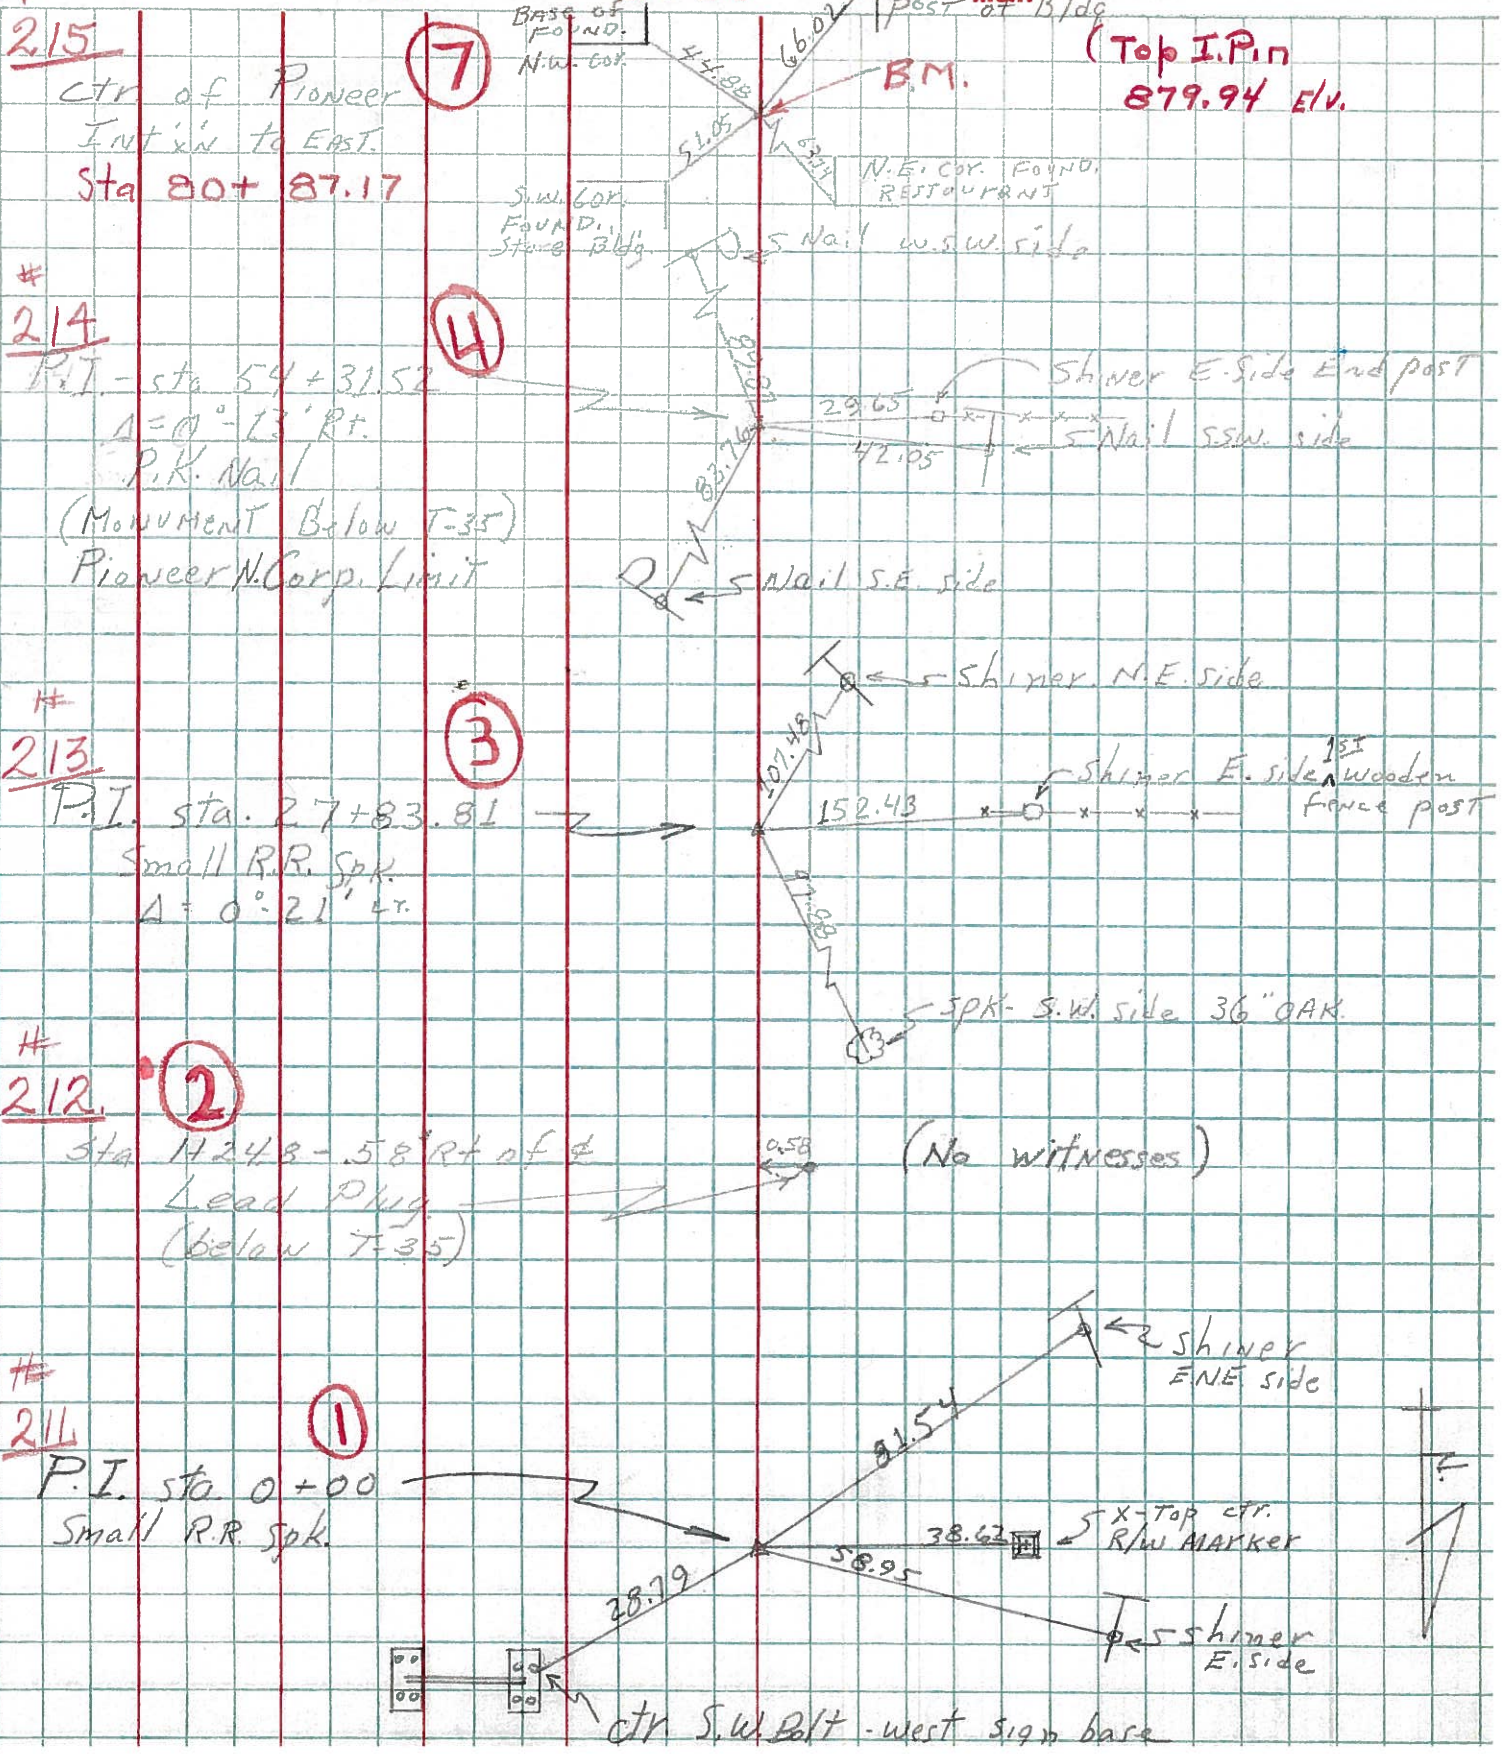 215
Ctr. of Pioneer
Int'x'n to EAST.
Sta 80+ 87.17
7
BASE OF
FOUND.
N.W. Cor.
44.88
66.02
Post of Bldg
(Top I.Pin
879.94 Elv.
B.M.
51.05
S.W. Cor.
FOUND.
Store Bldg.
N.E. Cor. FOUND.
RESTOURANT
Nail W.S.W. side
#
214
4
P.I. - sta 54+31.52
Δ=0°-13' Rt.
P.K. Nail
(MONUMENT Below T-35)
Pioneer N. Corp. Limit
29.65
Shiner E-Side End post
42.05
Nail S.S.W. side
83.76
Nail S.E. side
#
213
3
P.I. sta. 27+83.81
Small R.R. Spk.
Δ= 0°-21' LT.
107.48
Shiner N.E. side
152.43
Shiner E. side 1ST wooden
fence post
97.88
Spk- S.W. side 36" OAK.
#
212
2
Sta 1+24.8 - .58' Rt of ℄
Lead Plug
(below T-35)
0.58
(No witnesses)
#
211
1
P.I. sta. 0+00
Small R.R. Spk.
Shiner
ENE side
38.62
X-Top ctr.
R/W MARKER
58.95
Shiner
E. side
28.79
Ctr. S.W. Bolt - west sign base